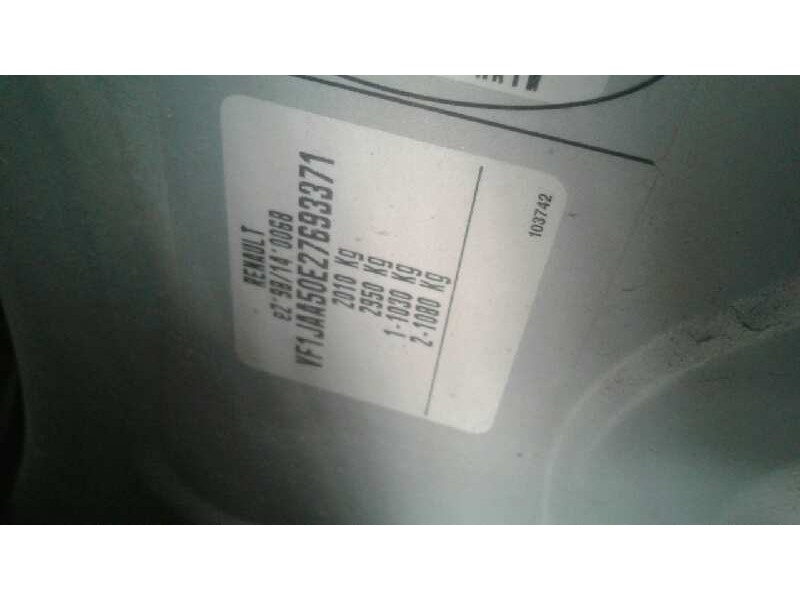 RENAULT
e2*98/14*0068
VF1JAA50E27693371
2010 Kg
2950 Kg
1-1030 Kg
2-1080 Kg
103742